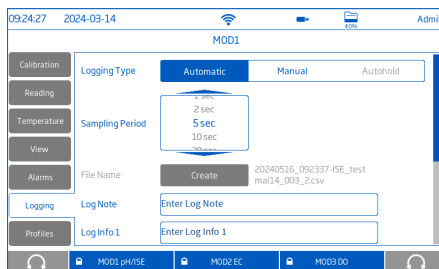 09:24:27 2024-03-14 40% Admi
MOD1
Calibration
Logging Type Automatic Manual Autohold
Reading
1 sec
2 sec
Temperature Sampling Period 5 sec
10 sec
View
Alarms File Name Create 20240516_092337-ISE_test
mai14_003_2.csv
Logging Log Note Enter Log Note
Profiles Log Info 1 Enter Log Info 1
MOD1 pH/ISE MOD2 EC MOD3 DO